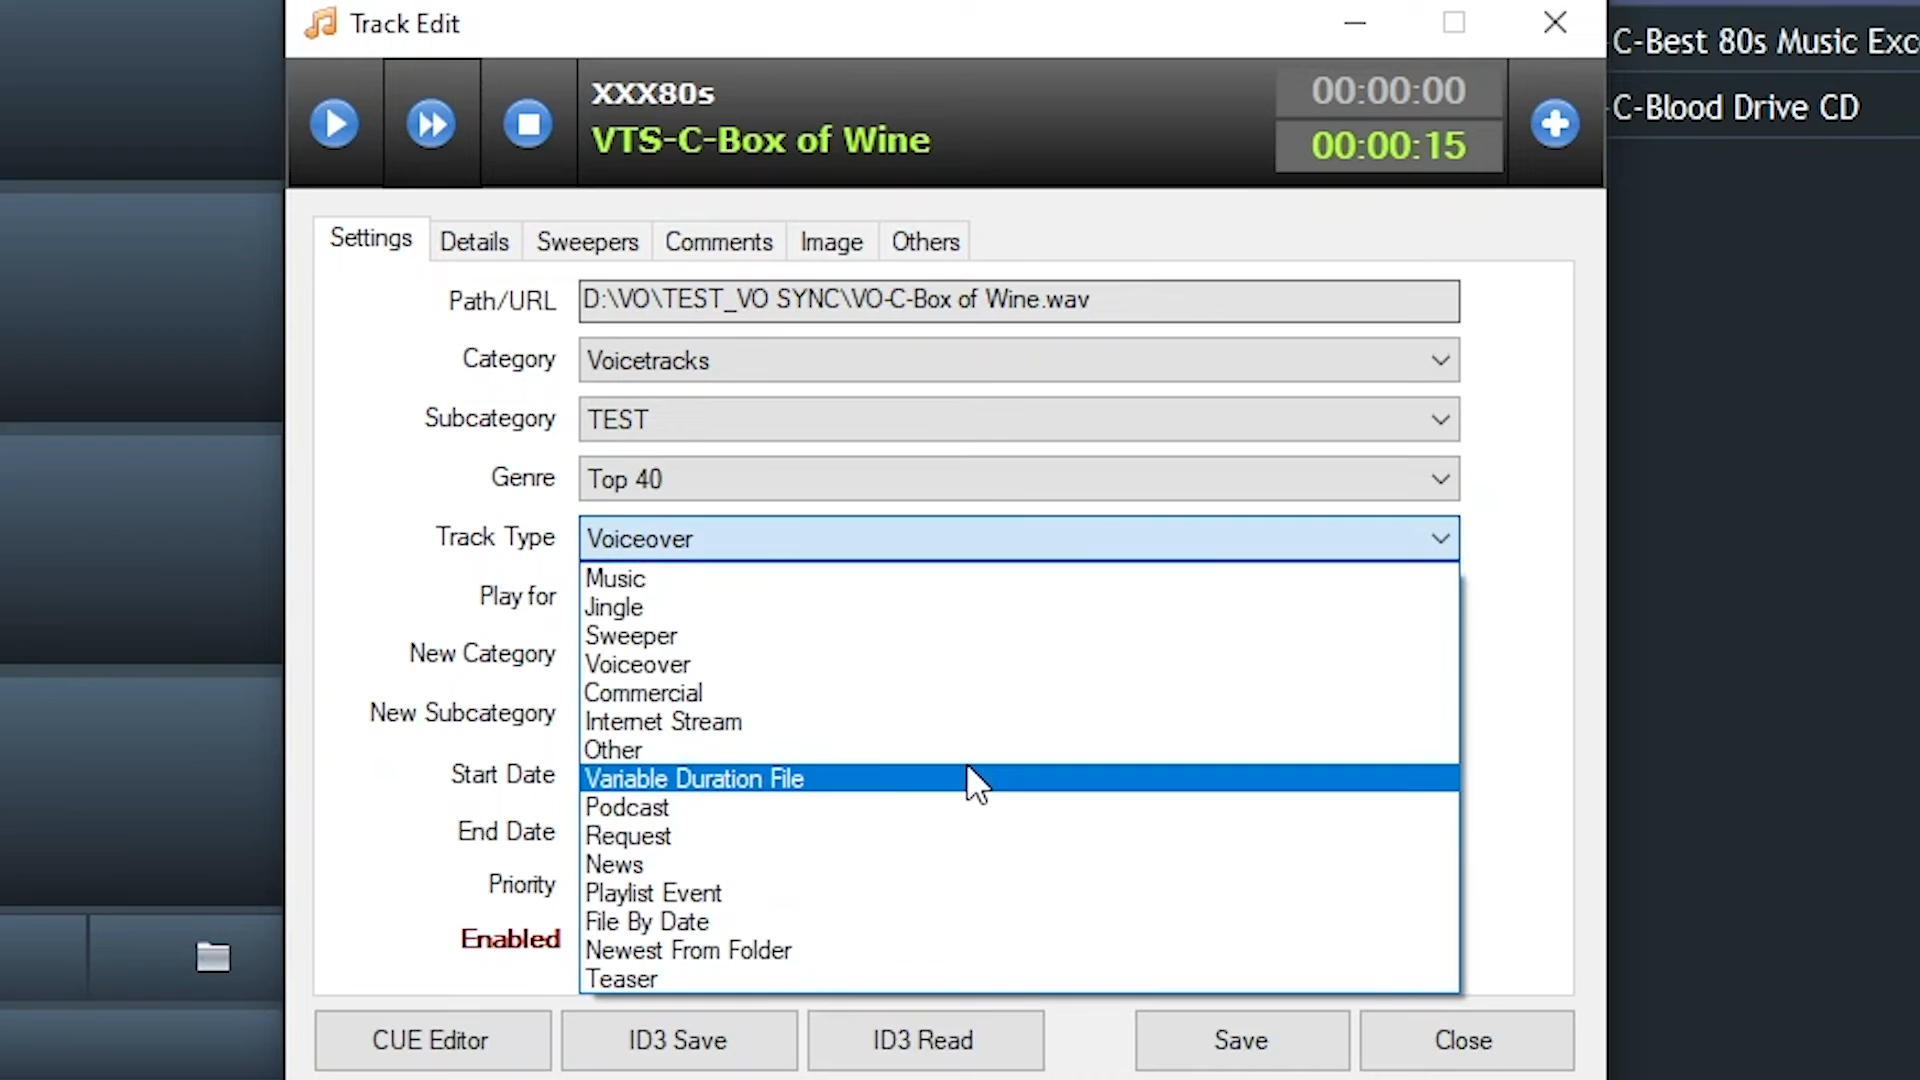 Track Edit
XXX80s
VTS-C-Box of Wine
00:00:00
00:00:15
C-Best 80s Music Exc
C-Blood Drive CD
Settings
Details
Sweepers
Comments
Image
Others
Path/URL
D:\VO\TEST_VO SYNC\VO-C-Box of Wine.wav
Category
Voicetracks
Subcategory
TEST
Genre
Top 40
Track Type
Voiceover
Play for
New Category
New Subcategory
Start Date
End Date
Priority
Enabled
Music
Jingle
Sweeper
Voiceover
Commercial
Internet Stream
Other
Variable Duration File
Podcast
Request
News
Playlist Event
File By Date
Newest From Folder
Teaser
CUE Editor
ID3 Save
ID3 Read
Save
Close